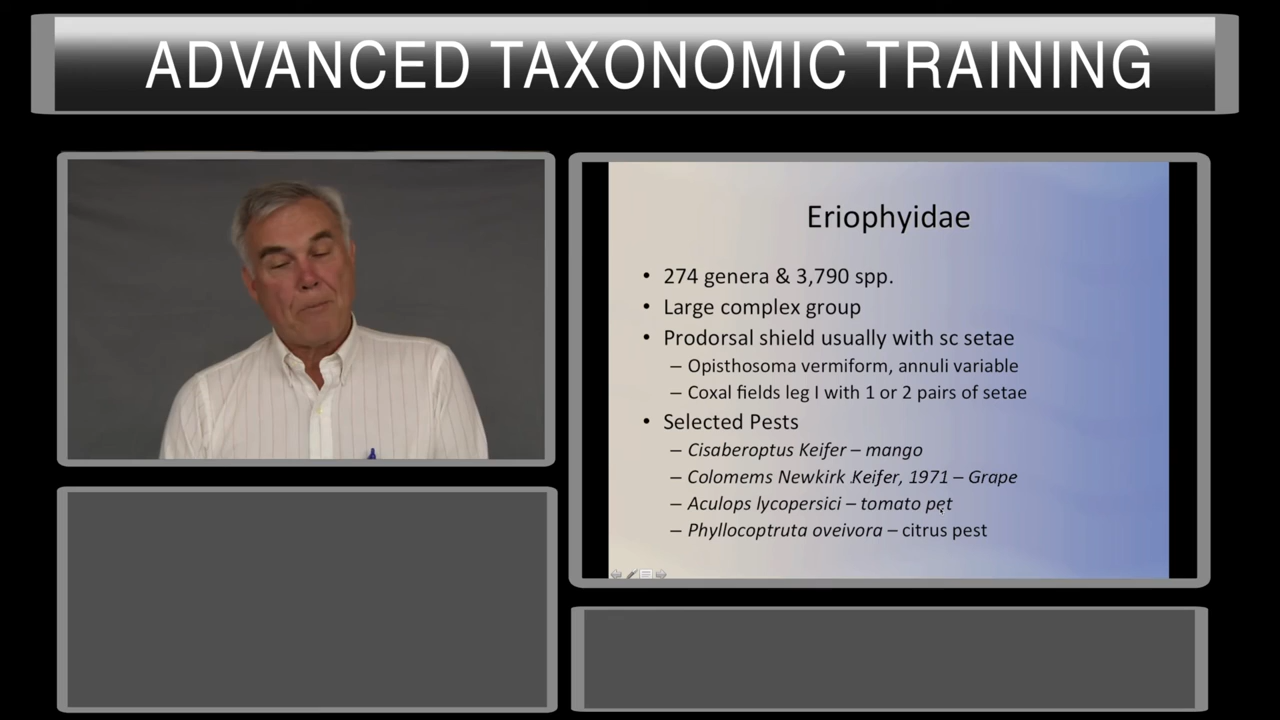 ADVANCED TAXONOMIC TRAINING
Eriophyidae
• 274 genera & 3,790 spp.
• Large complex group
• Prodorsal shield usually with sc setae
– Opisthosoma vermiform, annuli variable
– Coxal fields leg I with 1 or 2 pairs of setae
• Selected Pests
– Cisaberoptus Keifer – mango
– Colomems Newkirk Keifer, 1971 – Grape
– Aculops lycopersici – tomato pet
– Phyllocoptruta oveivora – citrus pest